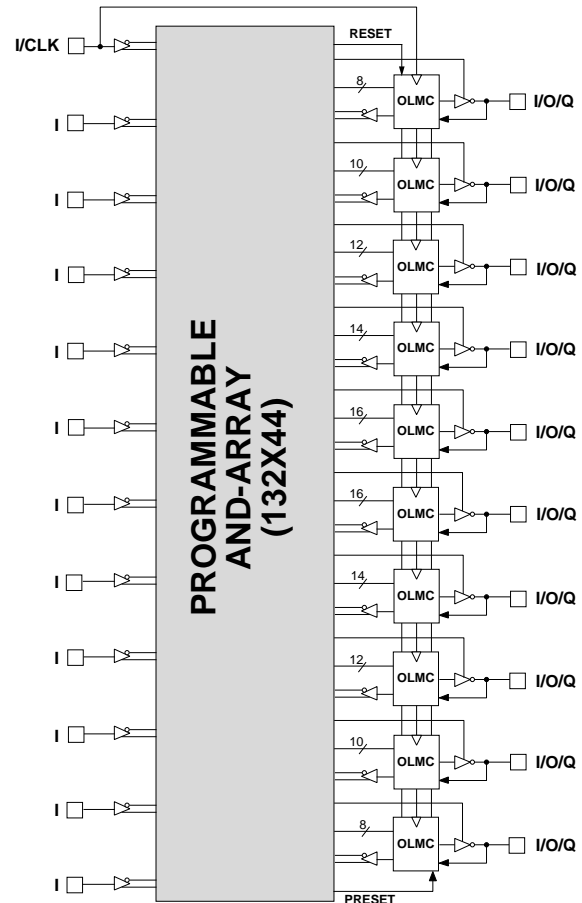 RESET
I/CLK
8
OLMC
I/O/Q
I
10
OLMC
I/O/Q
I
12
OLMC
I/O/Q
I
14
OLMC
I/O/Q
I
16
OLMC
I/O/Q
I
16
OLMC
I/O/Q
I
14
OLMC
I/O/Q
I
12
OLMC
I/O/Q
I
10
OLMC
I/O/Q
I
8
OLMC
I/O/Q
I
I
PRESET
PROGRAMMABLE
AND-ARRAY
(132X44)